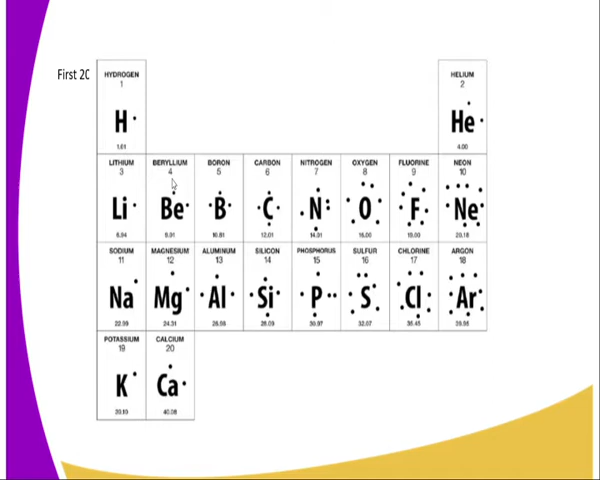 First 20
HYDROGEN HELIUM
1 2
H He
1.01 4.00
LITHIUM BERYLLIUM BORON CARBON NITROGEN OXYGEN FLUORINE NEON
3 4 5 6 7 8 9 10
Li Be B C N O F Ne
6.94 9.01 10.81 12.01 14.01 16.00 19.00 20.18
SODIUM MAGNESIUM ALUMINUM SILICON PHOSPHORUS SULFUR CHLORINE ARGON
11 12 13 14 15 16 17 18
Na Mg Al Si P S Cl Ar
22.99 24.31 26.98 28.09 30.97 32.07 35.45 39.95
POTASSIUM CALCIUM
19 20
K Ca
39.10 40.08